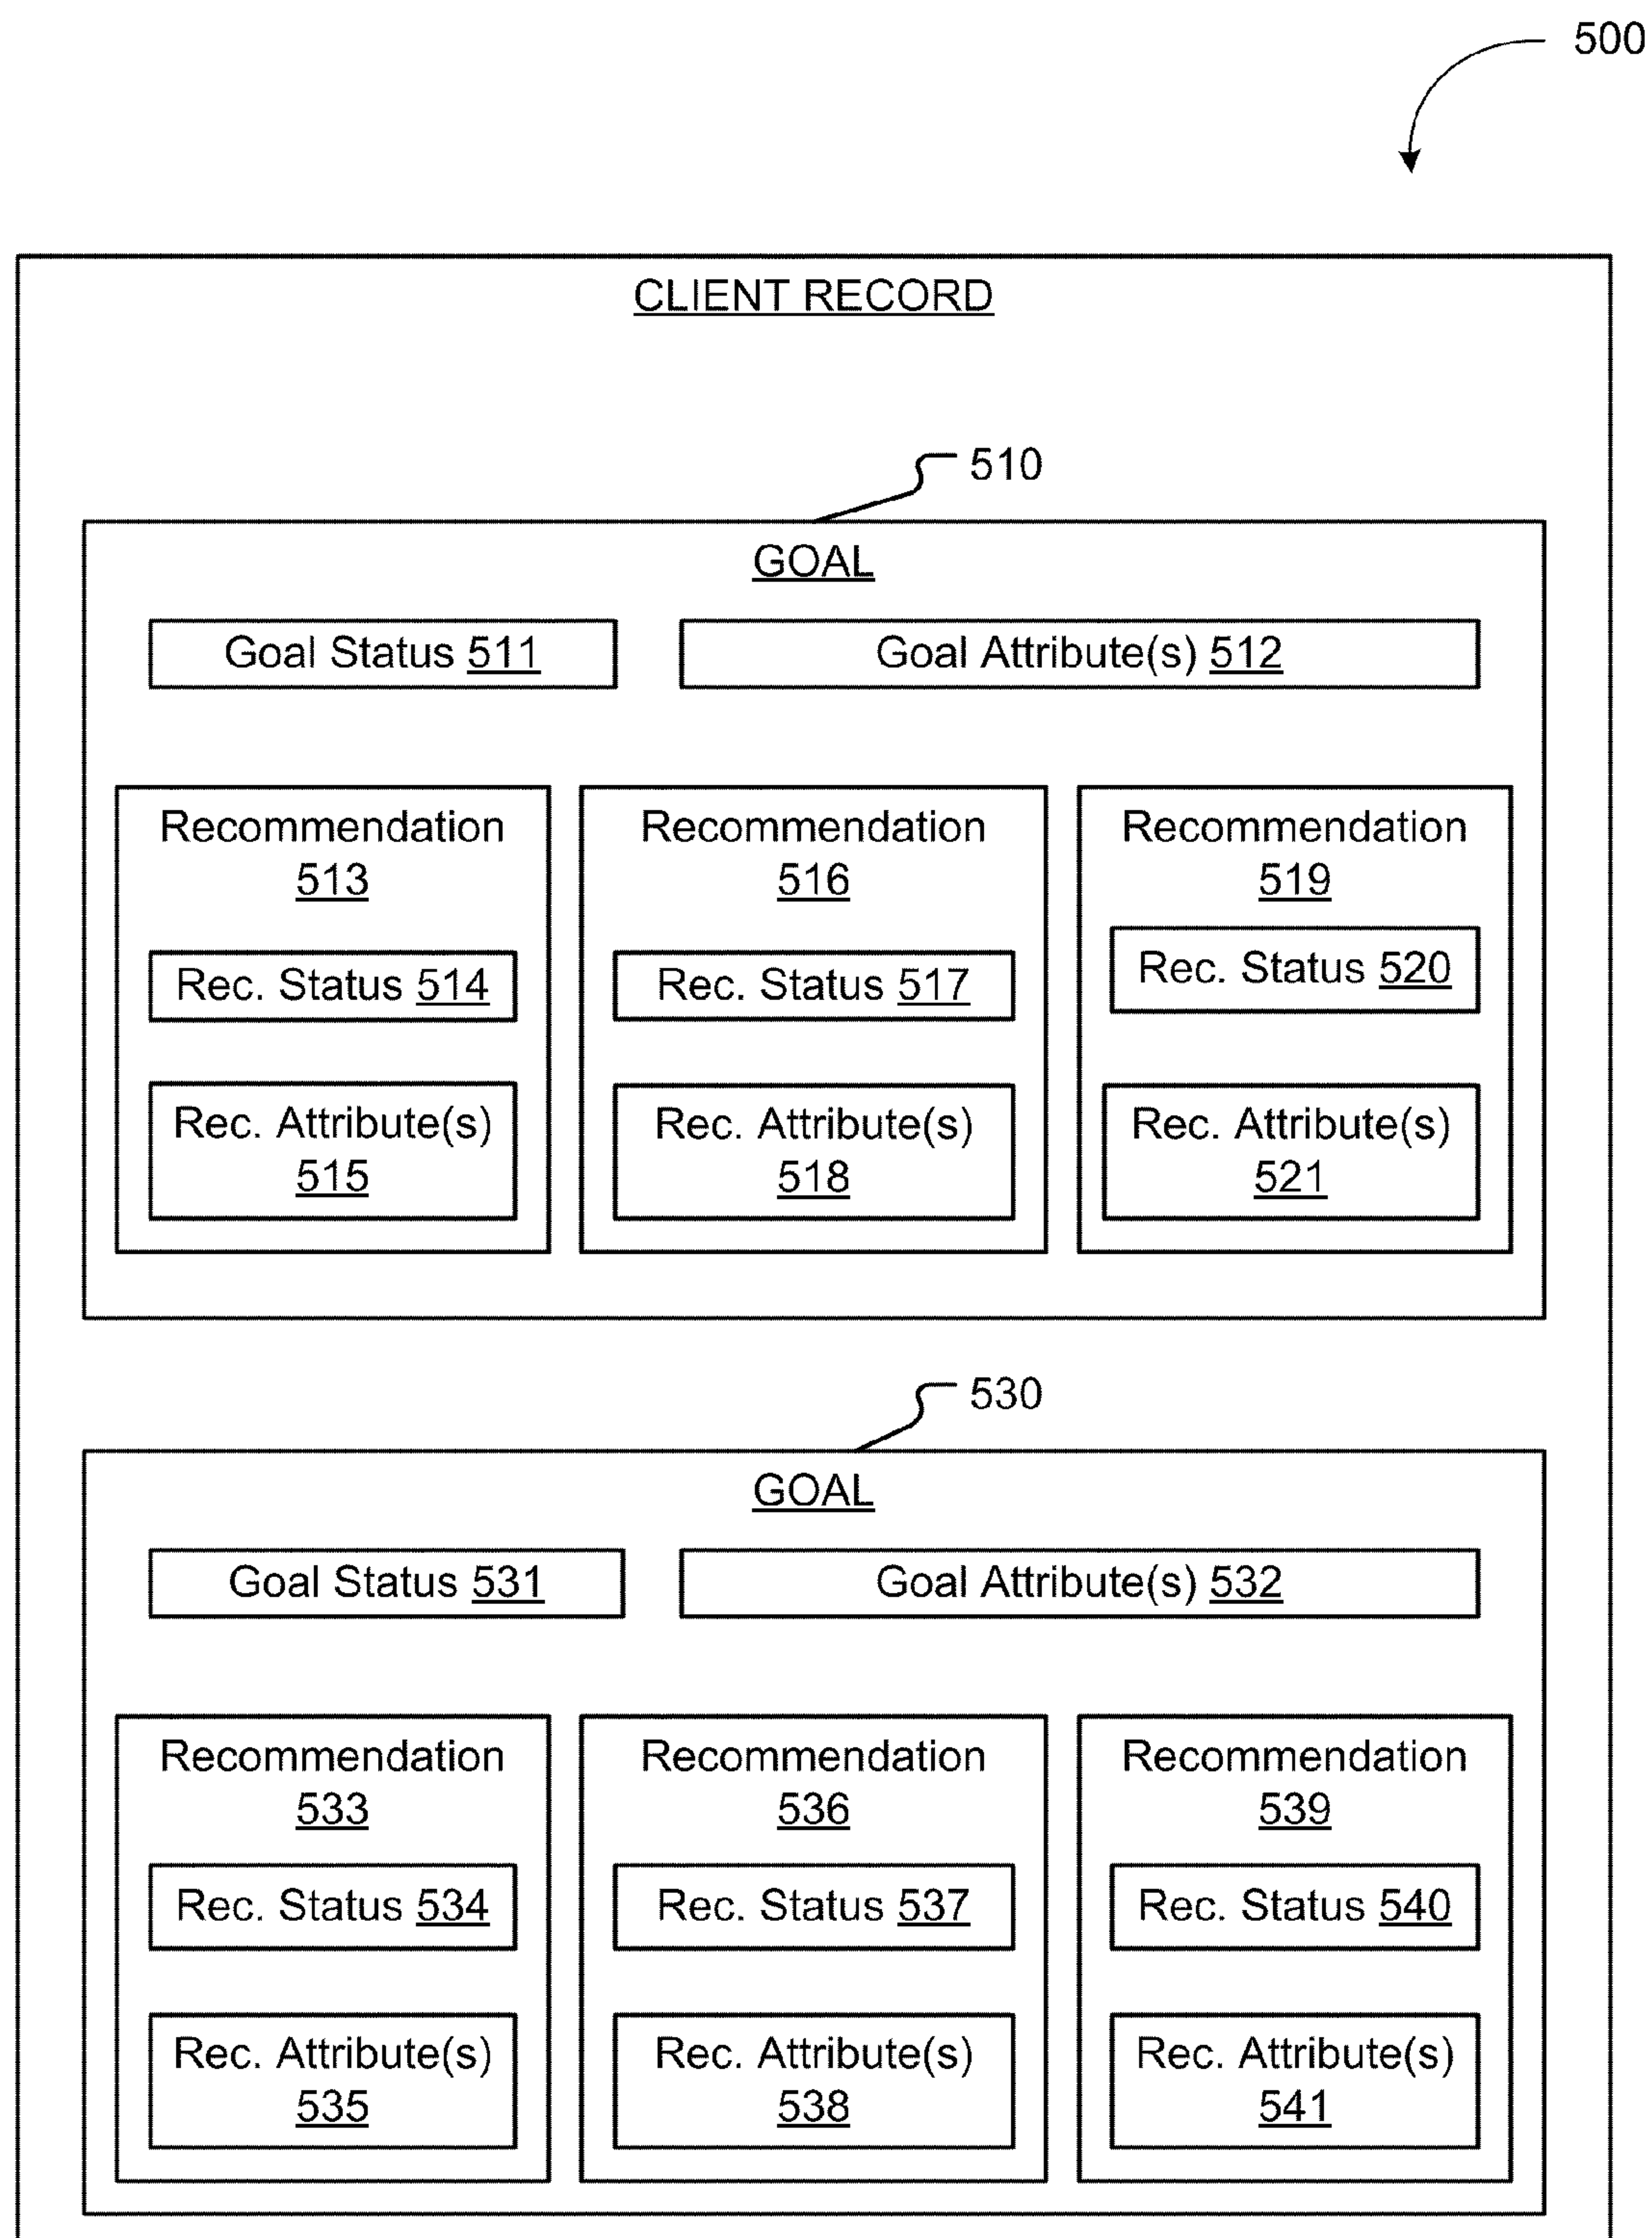 500
CLIENT RECORD
510
GOAL
Goal Status 511
Goal Attribute(s) 512
Recommendation
513
Rec. Status 514
Rec. Attribute(s)
515
Recommendation
516
Rec. Status 517
Rec. Attribute(s)
518
Recommendation
519
Rec. Status 520
Rec. Attribute(s)
521
530
GOAL
Goal Status 531
Goal Attribute(s) 532
Recommendation
533
Rec. Status 534
Rec. Attribute(s)
535
Recommendation
536
Rec. Status 537
Rec. Attribute(s)
538
Recommendation
539
Rec. Status 540
Rec. Attribute(s)
541